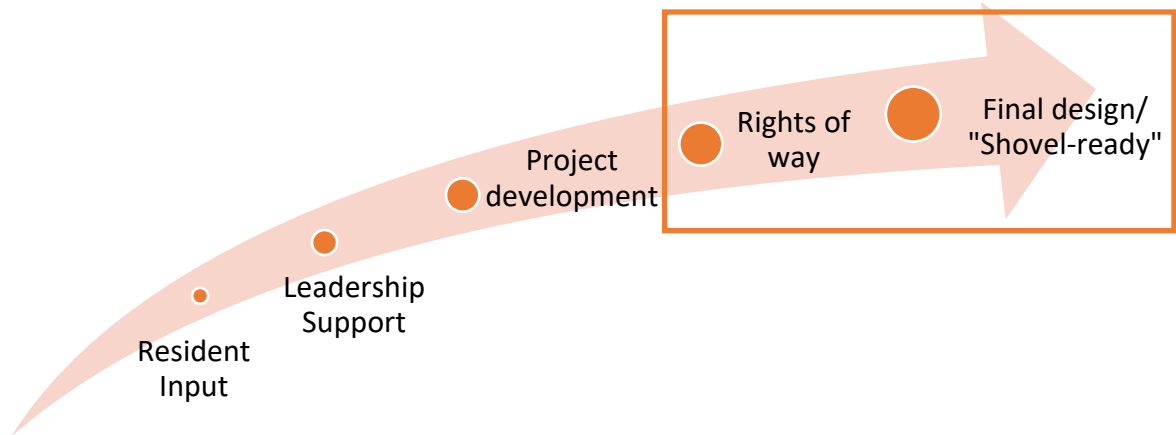 Resident
Input
Leadership
Support
Project
development
Rights of
way
Final design/
"Shovel-ready"